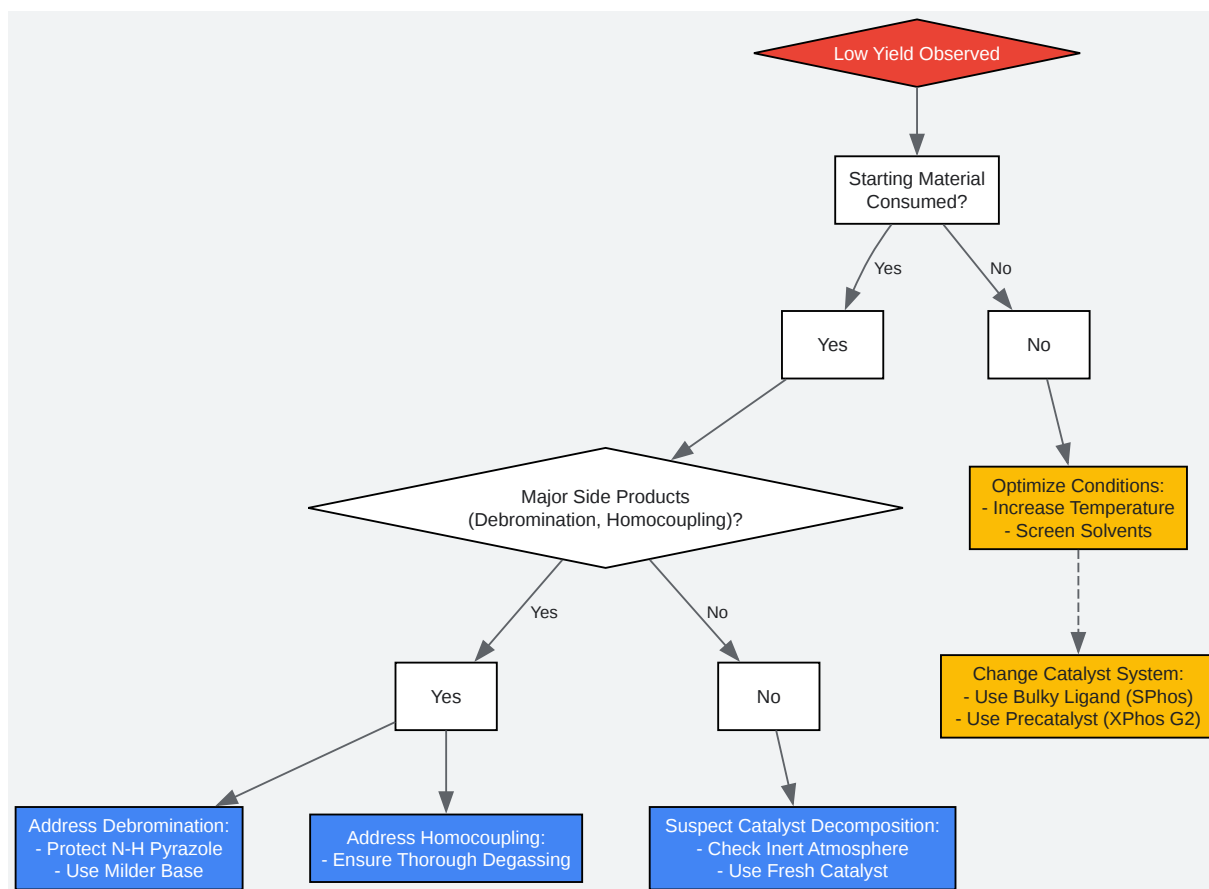 Low Yield Observed
Starting Material
Consumed?
Yes
No
Yes
No
Optimize Conditions:
- Increase Temperature
- Screen Solvents
Major Side Products
(Debromination, Homocoupling)?
Yes
No
Yes
No
Change Catalyst System:
- Use Bulky Ligand (SPhos)
- Use Precatalyst (XPhos G2)
Address Debromination:
- Protect N-H Pyrazole
- Use Milder Base
Address Homocoupling:
- Ensure Thorough Degassing
Suspect Catalyst Decomposition:
- Check Inert Atmosphere
- Use Fresh Catalyst